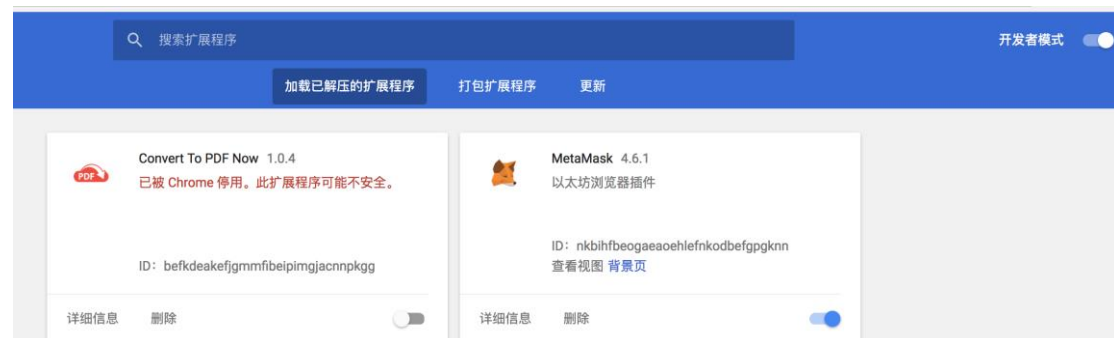 搜索扩展程序
开发者模式
加载已解压的扩展程序 打包扩展程序 更新
Convert To PDF Now 1.0.4
已被 Chrome 停用。此扩展程序可能不安全。
ID：befkdeakefjgmmfibeipimgjacnnpkgg
详细信息 删除
MetaMask 4.6.1
以太坊浏览器插件
ID：nkbihfbeogaeaoehlefnkodbefgpgknn
查看视图 背景页
详细信息 删除
PDF